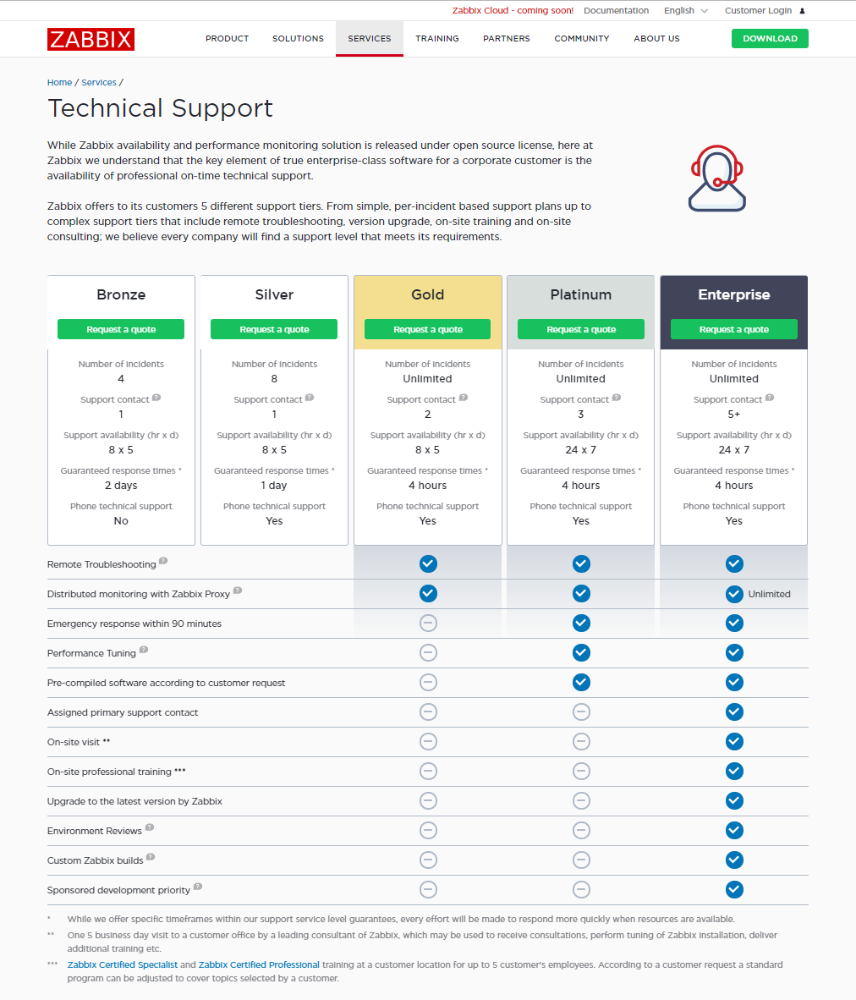 Zabbix Cloud - coming soon! Documentation English Customer Login
ZABBIX PRODUCT SOLUTIONS SERVICES TRAINING PARTNERS COMMUNITY ABOUT US DOWNLOAD
Home / Services /
Technical Support
While Zabbix availability and performance monitoring solution is released under open source license, here at
Zabbix we understand that the key element of true enterprise-class software for a corporate customer is the
availability of professional on-time technical support.
Zabbix offers to its customers 5 different support tiers. From simple, per-incident based support plans up to
complex support tiers that include remote troubleshooting, version upgrade, on-site training and on-site
consulting; we believe every company will find a support level that meets its requirements.
Bronze Silver Gold Platinum Enterprise
Request a quote Request a quote Request a quote Request a quote Request a quote
Number of incidents Number of incidents Number of incidents Number of incidents Number of incidents
4 8 Unlimited Unlimited Unlimited
Support contact ? Support contact ? Support contact ? Support contact ? Support contact ?
1 1 2 3 5+
Support availability (hr x d) Support availability (hr x d) Support availability (hr x d) Support availability (hr x d) Support availability (hr x d)
8 x 5 8 x 5 8 x 5 24 x 7 24 x 7
Guaranteed response times * Guaranteed response times * Guaranteed response times * Guaranteed response times * Guaranteed response times *
2 days 1 day 4 hours 4 hours 4 hours
Phone technical support Phone technical support Phone technical support Phone technical support Phone technical support
No Yes Yes Yes Yes
Remote Troubleshooting ?
Distributed monitoring with Zabbix Proxy ? Unlimited
Emergency response within 90 minutes
Performance Tuning ?
Pre-compiled software according to customer request
Assigned primary support contact
On-site visit **
On-site professional training ***
Upgrade to the latest version by Zabbix
Environment Reviews ?
Custom Zabbix builds ?
Sponsored development priority ?
* While we offer specific timeframes within our support service level guarantees, every effort will be made to respond more quickly when resources are available.
** One 5 business day visit to a customer office by a leading consultant of Zabbix, which may be used to receive consultations, perform tuning of Zabbix installation, deliver
additional training etc.
*** Zabbix Certified Specialist and Zabbix Certified Professional training at a customer location for up to 5 customer's employees. According to a customer request a standard
program can be adjusted to cover topics selected by a customer.